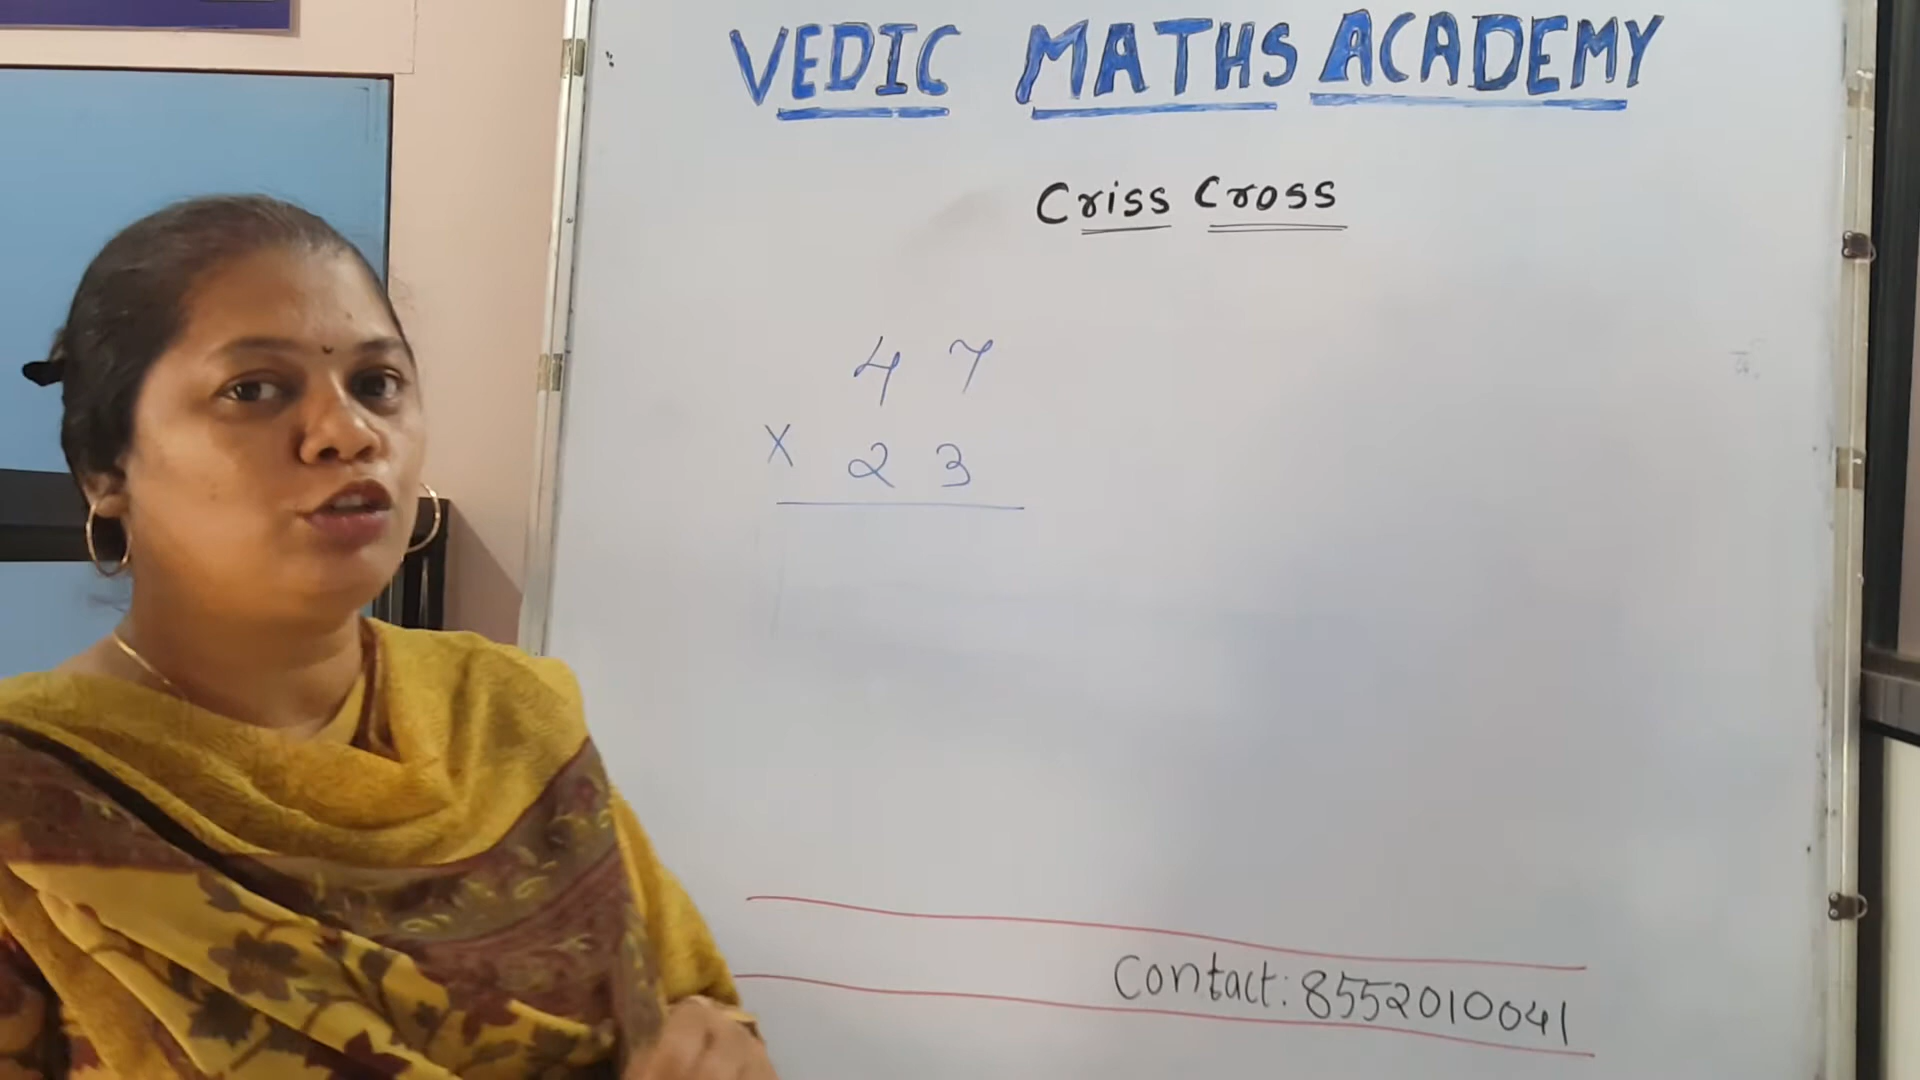 VEDIC MATHS ACADEMY
Criss Cross
4 7
X 2 3
Contact: 8552010041